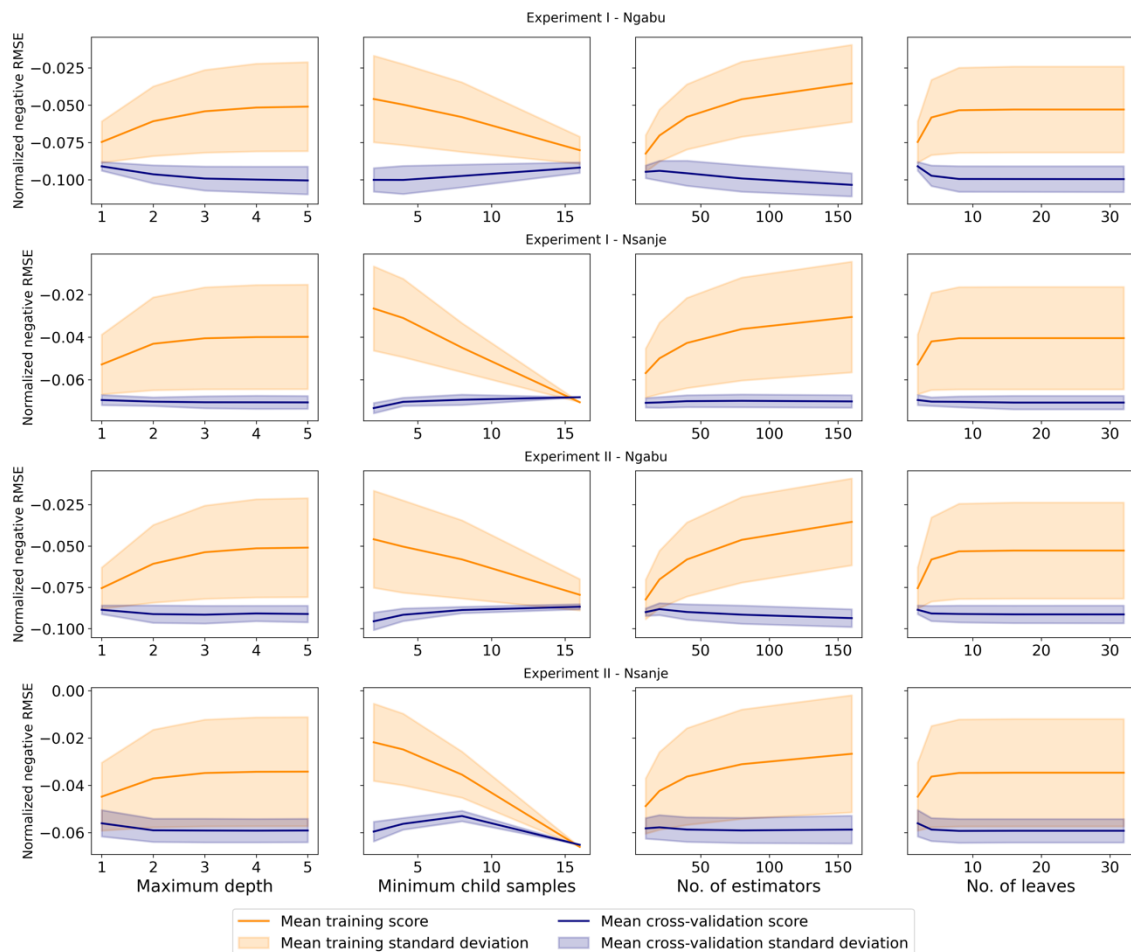 Experiment I - Ngabu
Normalized negative RMSE
−0.025
−0.050
−0.075
−0.100
1 2 3 4 5
5 10 15
50 100 150
10 20 30
Experiment I - Nsanje
Normalized negative RMSE
−0.02
−0.04
−0.06
1 2 3 4 5
5 10 15
50 100 150
10 20 30
Experiment II - Ngabu
Normalized negative RMSE
−0.025
−0.050
−0.075
−0.100
1 2 3 4 5
5 10 15
50 100 150
10 20 30
Experiment II - Nsanje
Normalized negative RMSE
0.00
−0.02
−0.04
−0.06
1 2 3 4 5
5 10 15
50 100 150
10 20 30
Maximum depth
Minimum child samples
No. of estimators
No. of leaves
Mean training score
Mean cross-validation score
Mean training standard deviation
Mean cross-validation standard deviation